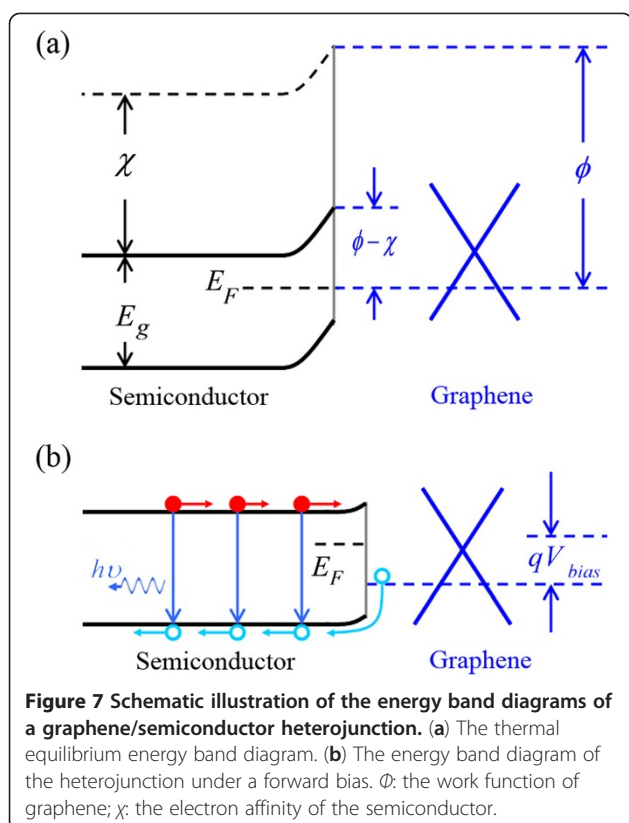 (a)
χ
ϕ
ϕ − χ
E_F
E_g
Semiconductor
Graphene
(b)
hυ
E_F
qV_bias
Semiconductor
Graphene
Figure 7 Schematic illustration of the energy band diagrams of
a graphene/semiconductor heterojunction. (a) The thermal
equilibrium energy band diagram. (b) The energy band diagram of
the heterojunction under a forward bias. Φ: the work function of
graphene; χ: the electron affinity of the semiconductor.